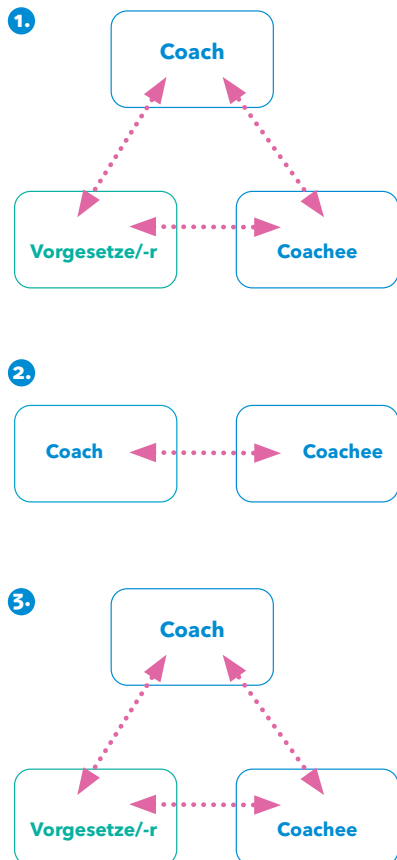 1.
Coach
Vorgesetze/-r Coachee
2.
Coach Coachee
3.
Coach
Vorgesetze/-r Coachee